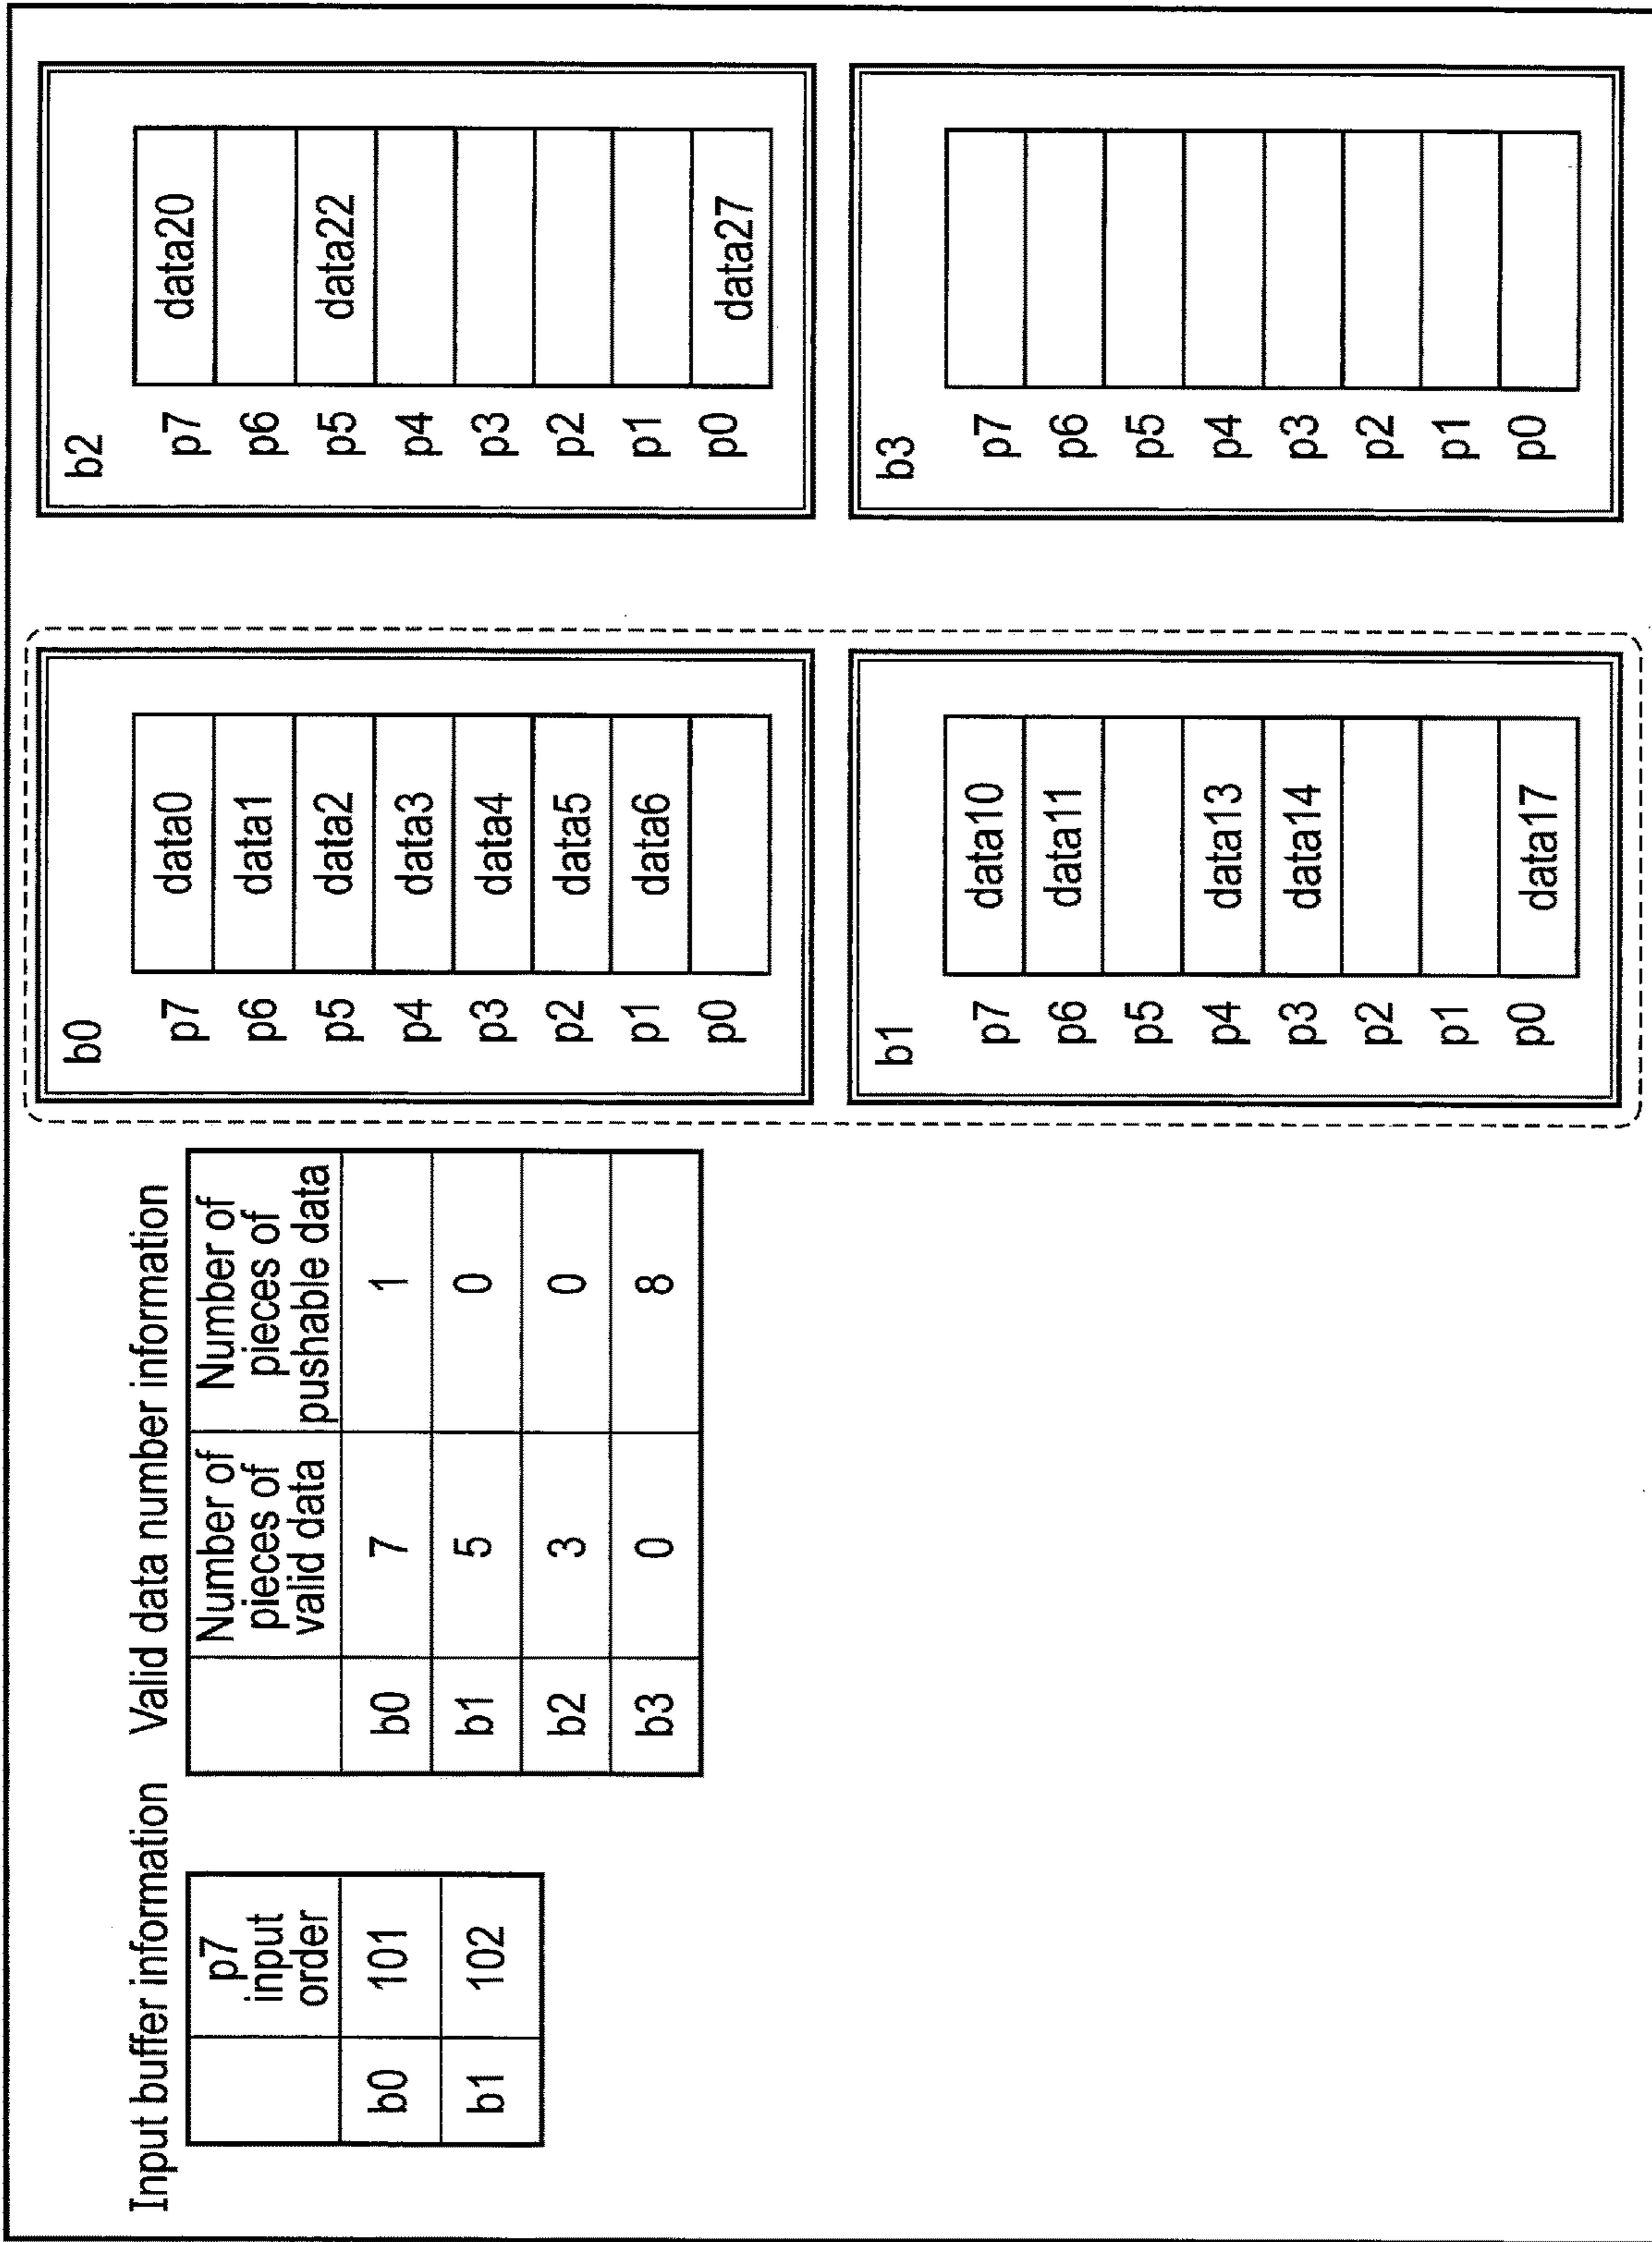 Input buffer information
p7
input
order
b0 101
b1 102
Valid data number information
Number of
pieces of
valid data
Number of
pieces of
pushable data
b0 7 1
b1 5 0
b2 3 0
b3 0 8
b0
p7 data0
p6 data1
p5 data2
p4 data3
p3 data4
p2 data5
p1 data6
p0
b1
p7 data10
p6 data11
p5
p4 data13
p3 data14
p2
p1
p0 data17
b2
p7 data20
p6
p5 data22
p4
p3
p2
p1
p0 data27
b3
p7
p6
p5
p4
p3
p2
p1
p0